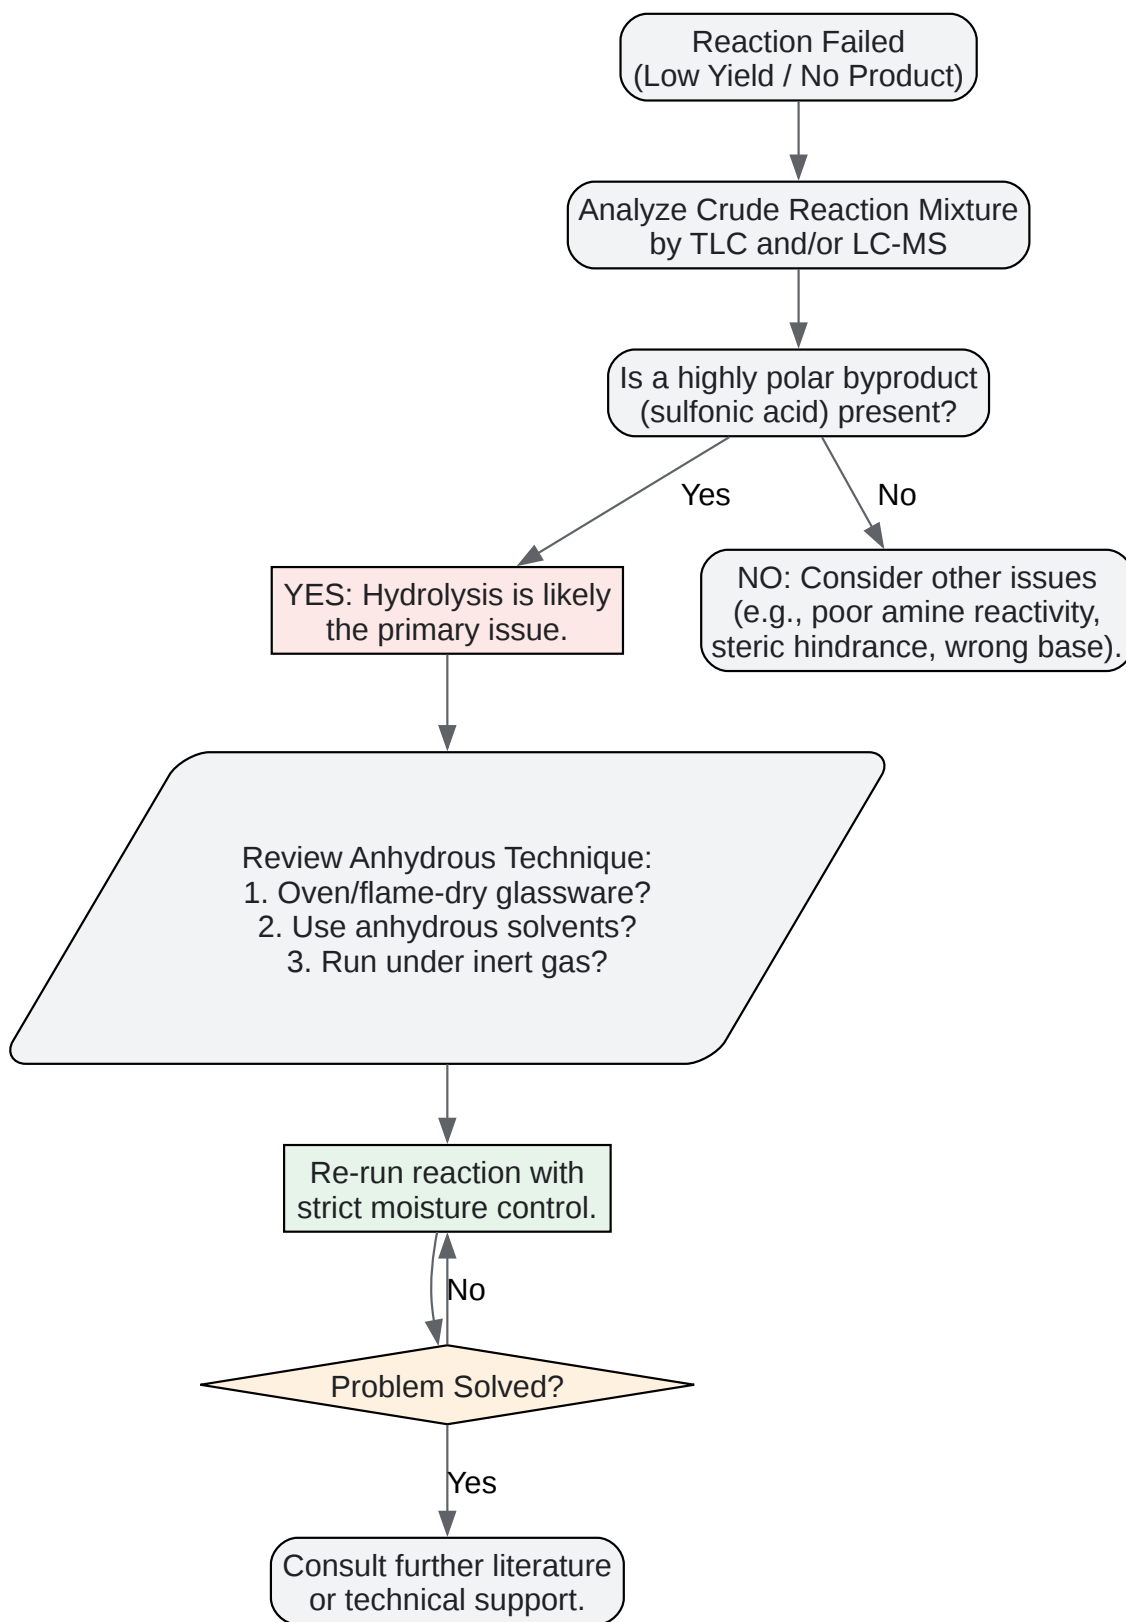 Reaction Failed
(Low Yield / No Product)
Analyze Crude Reaction Mixture
by TLC and/or LC-MS
Is a highly polar byproduct
(sulfonic acid) present?
Yes
No
YES: Hydrolysis is likely
the primary issue.
NO: Consider other issues
(e.g., poor amine reactivity,
steric hindrance, wrong base).
Review Anhydrous Technique:
1. Oven/flame-dry glassware?
2. Use anhydrous solvents?
3. Run under inert gas?
Re-run reaction with
strict moisture control.
No
Problem Solved?
Yes
Consult further literature
or technical support.